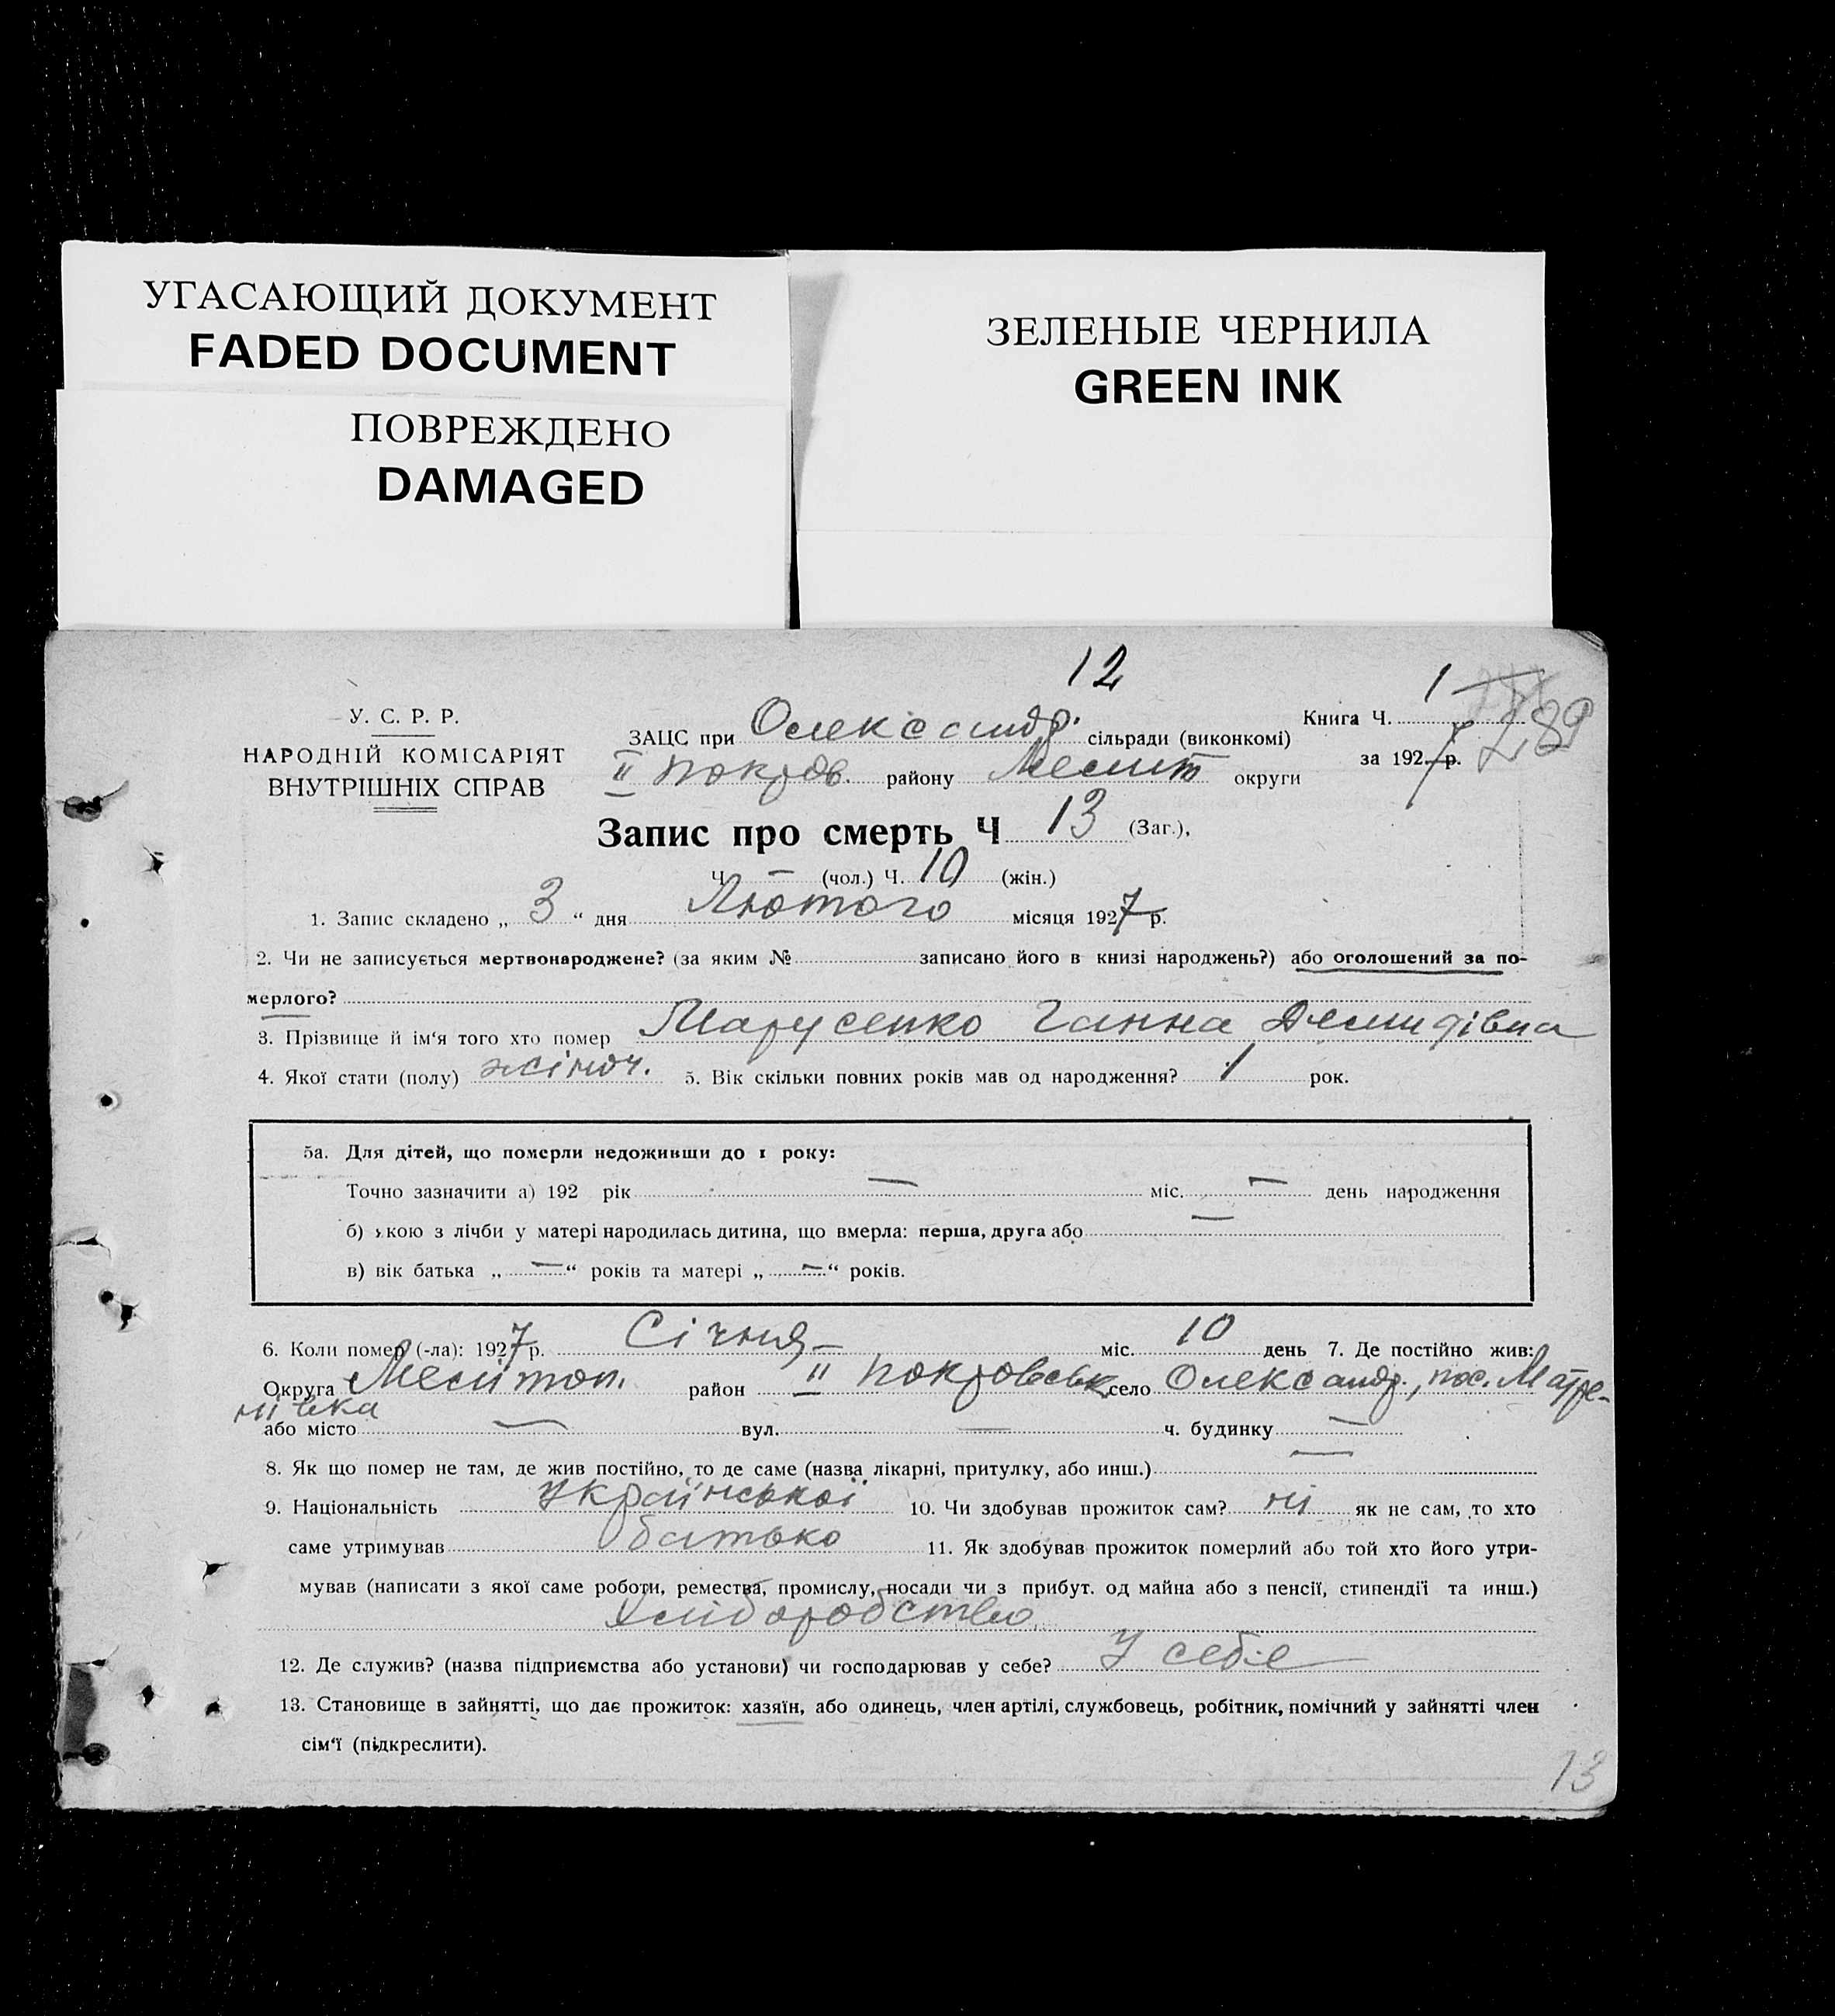 УГАСАЮЩИЙ ДОКУМЕНТ
FADED DOCUMENT
ПОВРЕЖДЕНО
DAMAGED
ЗЕЛЕНЫЕ ЧЕРНИЛА
GREEN INK
12
У. С. Р. Р.
НАРОДНІЙ КОМІСАРІЯТ
ВНУТРІШНІХ СПРАВ
ЗАЦС при Олександр. сільради (виконкомі)
II Покров. району Мелит округи
Книга Ч. 1
289
за 1927 р.
Запис про смерть Ч 13 (Заг.),
Ч. — (чол.) Ч. 10 (жін.)
1. Запис складено „ 3 “ дня Лютого місяця 1927 р.
2. Чи не записується мертвонароджене? (за яким № записано його в книзі народжень?) або оголошений за по-
мерлого?
3. Прізвище й ім‘я того хто помер Марусенко Ганна Демидівна
4. Якої стати (полу) жіноч. 5. Вік скільки повних років мав од народження? 1 рок.
5а. Для дітей, що померли недоживши до 1 року:
Точно зазначити а) 192 рік — міс. — день народження
б) якою з лічби у матері народилась дитина, що вмерла: перша, друга або —
в) вік батька „ — “ років та матері „ — “ років.
6. Коли помер (-ла): 1927 р. Січня — міс. 10 день 7. Де постійно жив:
Округа Мелітоп. район II Покровськ село Олександр., пос. Матре-
нівка
або місто — вул. — ч. будинку —
8. Як що помер не там, де жив постійно, то де саме (назва лікарні, притулку, або инш.) —
9. Національність Української 10. Чи здобував прожиток сам? ні як не сам, то хто
саме утримував батько 11. Як здобував прожиток померлий або той хто його утри-
мував (написати з якої саме роботи, ремества, промислу, посади чи з прибут. од майна або з пенсії, стипендії та инш.)
Хліборобство.
12. Де служив? (назва підприємства або установи) чи господарював у себе? У себе
13. Становище в зайнятті, що дає прожиток: хазяїн, або одинець, член артілі, службовець, робітник, помічний у зайнятті член
сім‘ї (підкреслити).
13